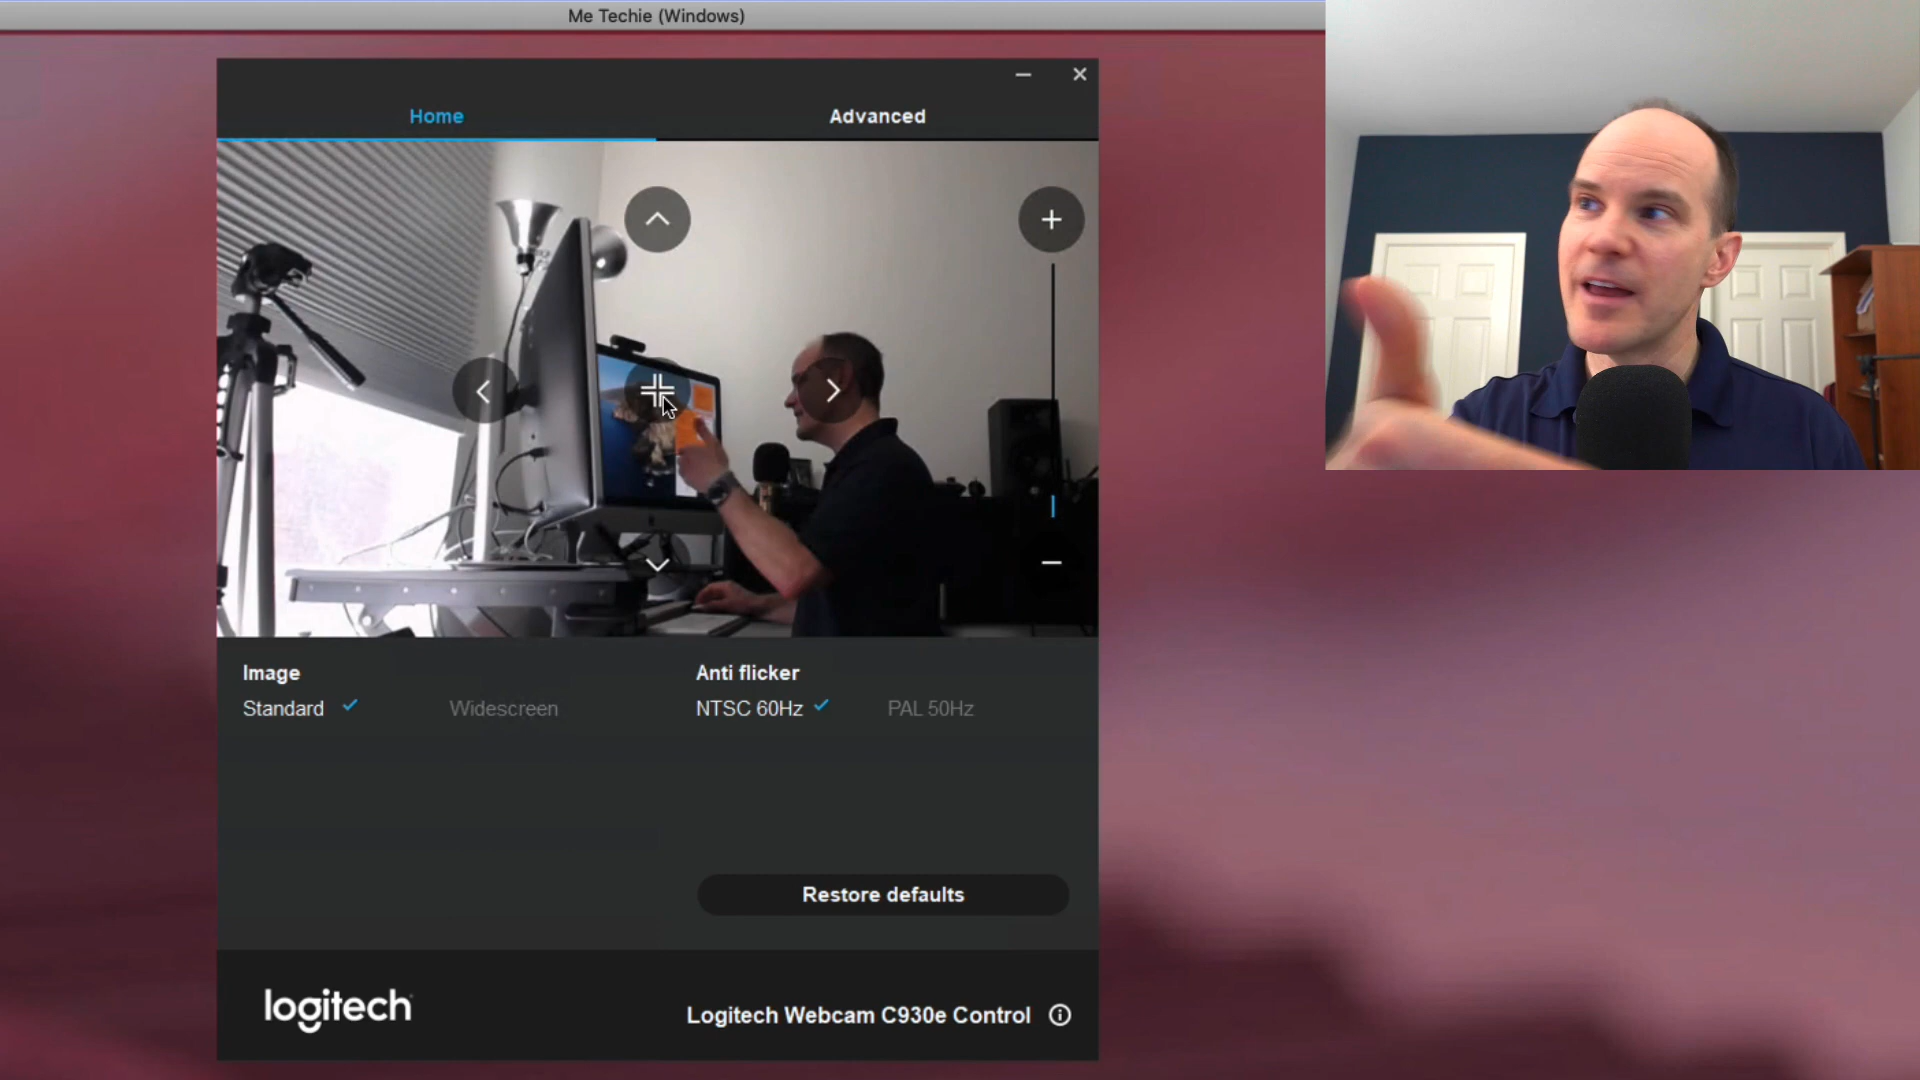 Me Techie (Windows)
Home
Advanced
Image
Anti flicker
Standard
Widescreen
NTSC 60Hz
PAL 50Hz
Restore defaults
logitech
Logitech Webcam C930e Control